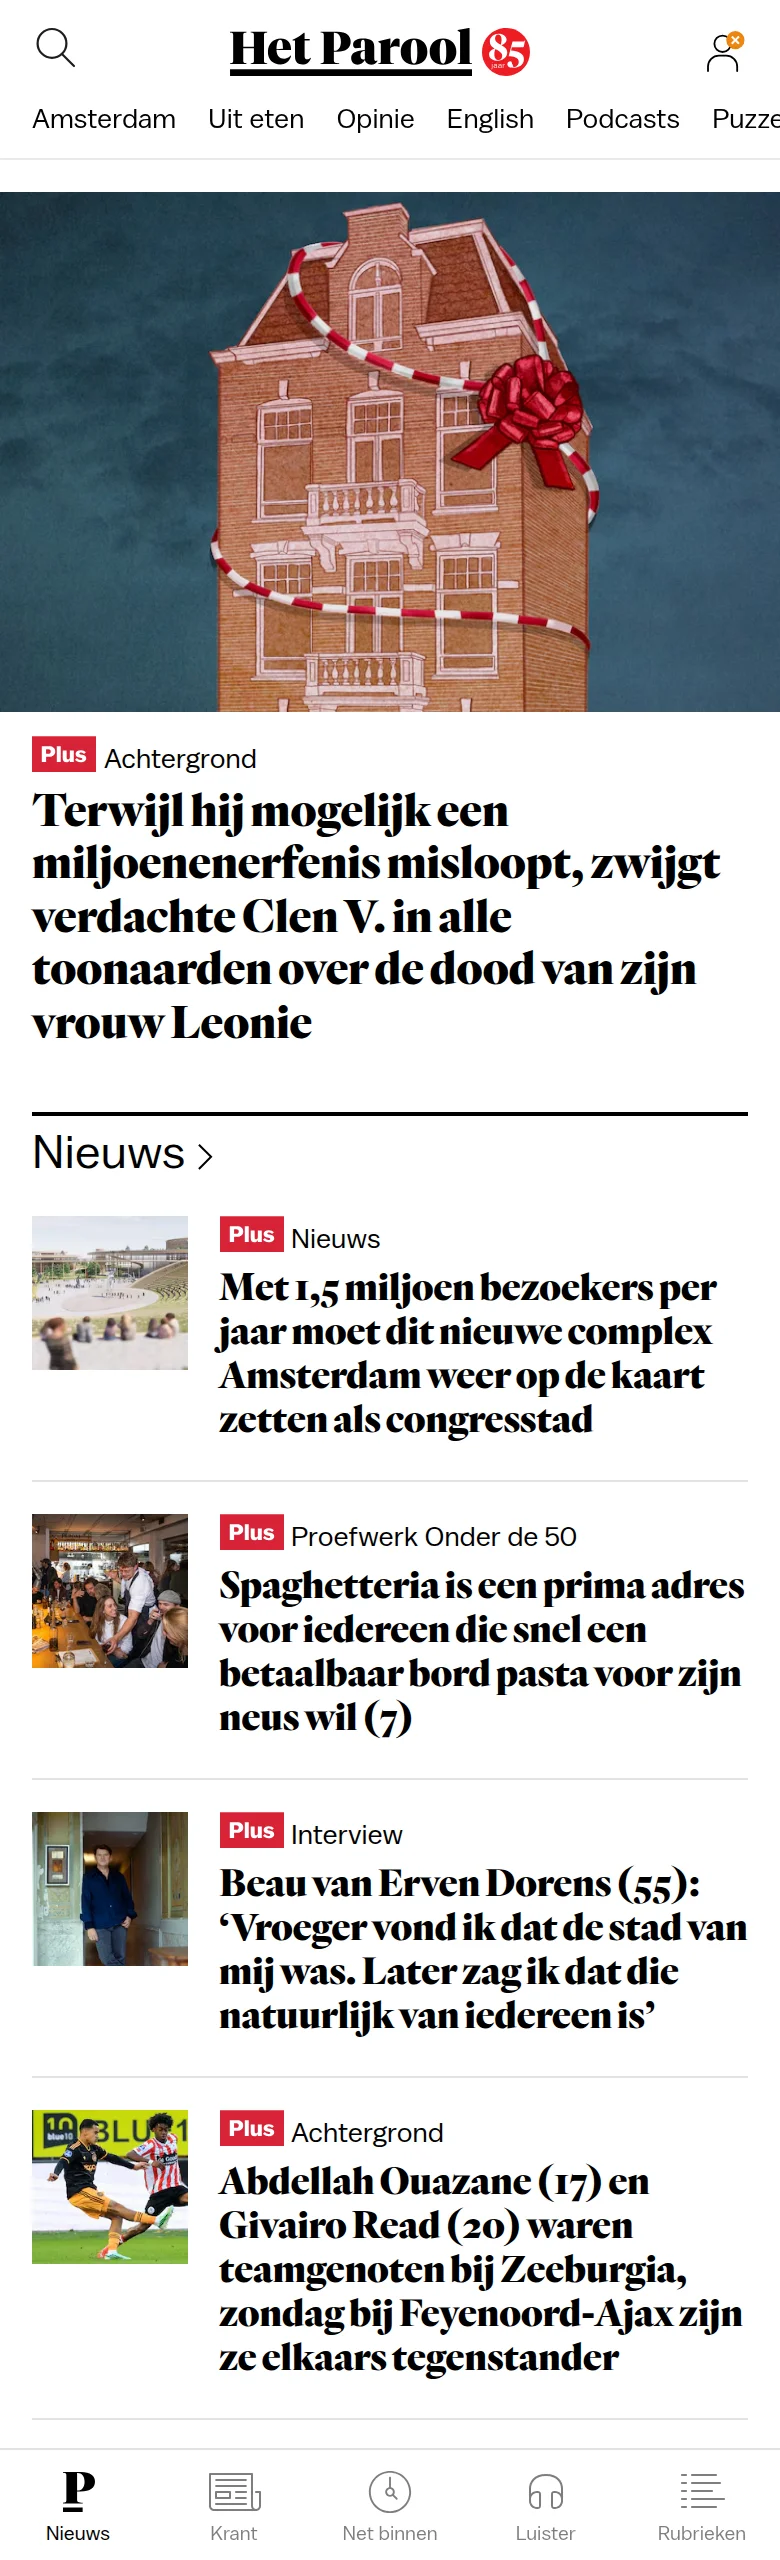 Het Parool 85 jaar
Amsterdam Uit eten Opinie English Podcasts Puzze
Plus Achtergrond
Terwijl hij mogelijk een
miljoenenerfenis misloopt, zwijgt
verdachte Clen V. in alle
toonaarden over de dood van zijn
vrouw Leonie
Nieuws
Plus Nieuws
Met 1,5 miljoen bezoekers per
jaar moet dit nieuwe complex
Amsterdam weer op de kaart
zetten als congresstad
Plus Proefwerk Onder de 50
Spaghetteria is een prima adres
voor iedereen die snel een
betaalbaar bord pasta voor zijn
neus wil (7)
Plus Interview
Beau van Erven Dorens (55):
‘Vroeger vond ik dat de stad van
mij was. Later zag ik dat die
natuurlijk van iedereen is’
10 BLU 1
blue10
Plus Achtergrond
Abdellah Ouazane (17) en
Givairo Read (20) waren
teamgenoten bij Zeeburgia,
zondag bij Feyenoord-Ajax zijn
ze elkaars tegenstander
P
Nieuws Krant Net binnen Luister Rubrieken